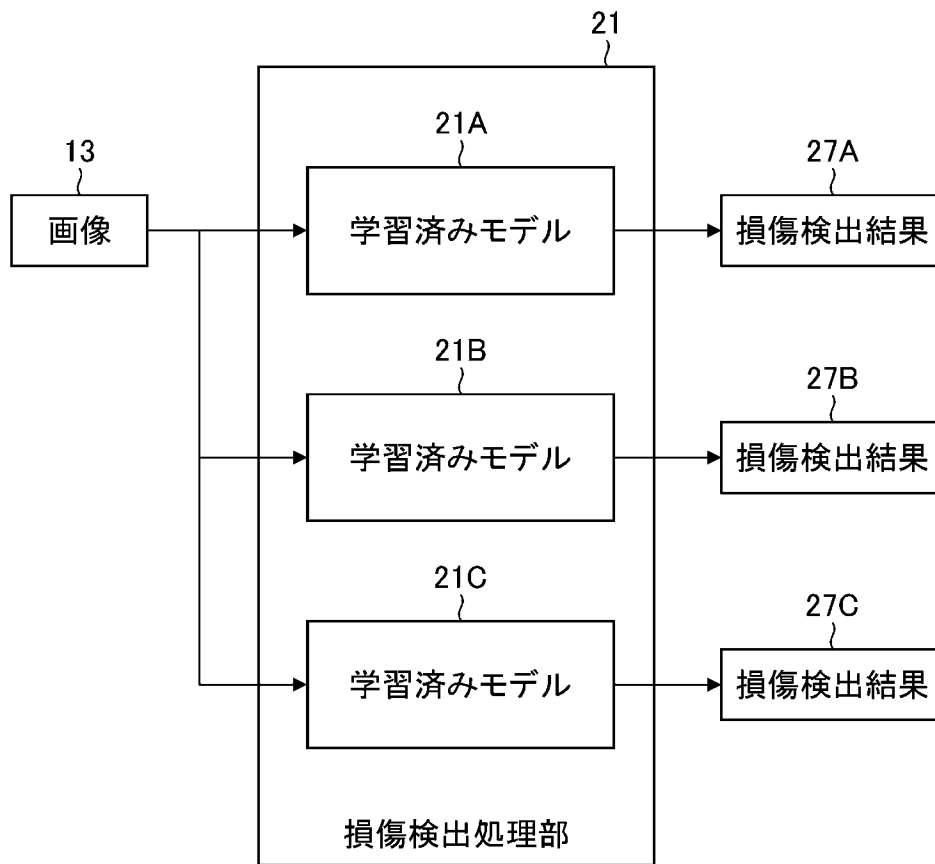 21
21A
13
27A
画像
学習済みモデル
損傷検出結果
21B
27B
学習済みモデル
損傷検出結果
21C
27C
学習済みモデル
損傷検出結果
損傷検出処理部